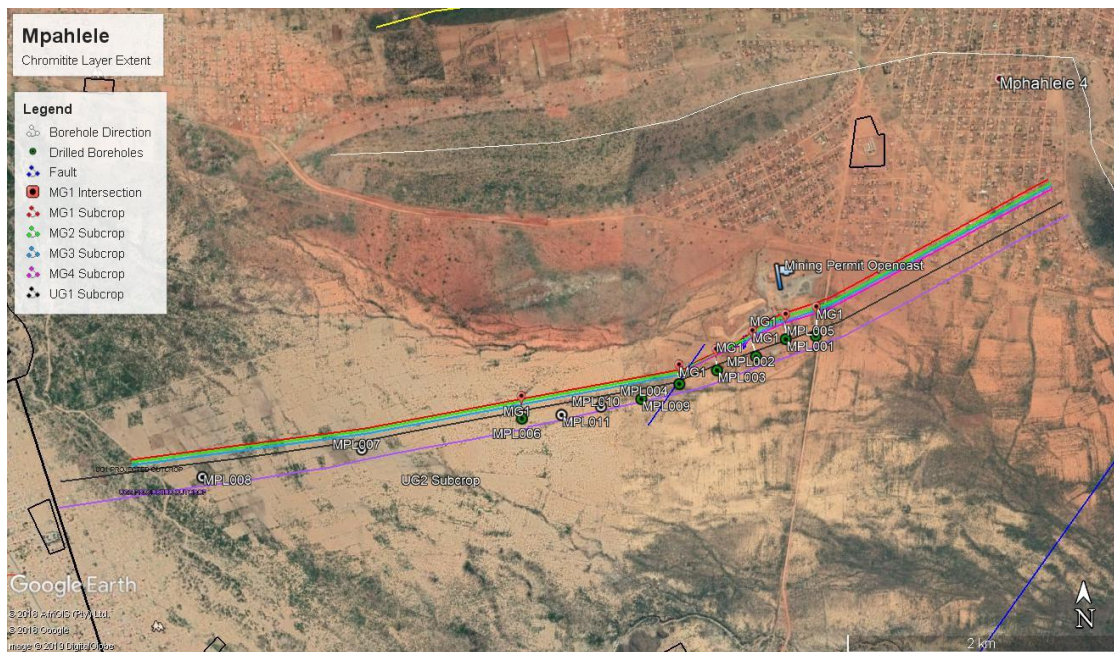 Mpahlele
Chromitite Layer Extent
Legend
Borehole Direction
Drilled Boreholes
Fault
MG1 Intersection
MG1 Subcrop
MG2 Subcrop
MG3 Subcrop
MG4 Subcrop
UG1 Subcrop
Mphahlele 4
Mining Permit Opencast
MG1
MG1
MPL005
MG1
MPL001
MG1
MPL002
MG1
MPL003
MPL004
MPL009
MPL010
MG1
MPL011
MPL006
MPL007
UG1 PROJECTED OUTCROP
MPL008
UG2 Subcrop
Google Earth
© 2018 AfriGIS (Pty) Ltd.
© 2018 Google
Image © 2019 DigitalGlobe
N
2 km